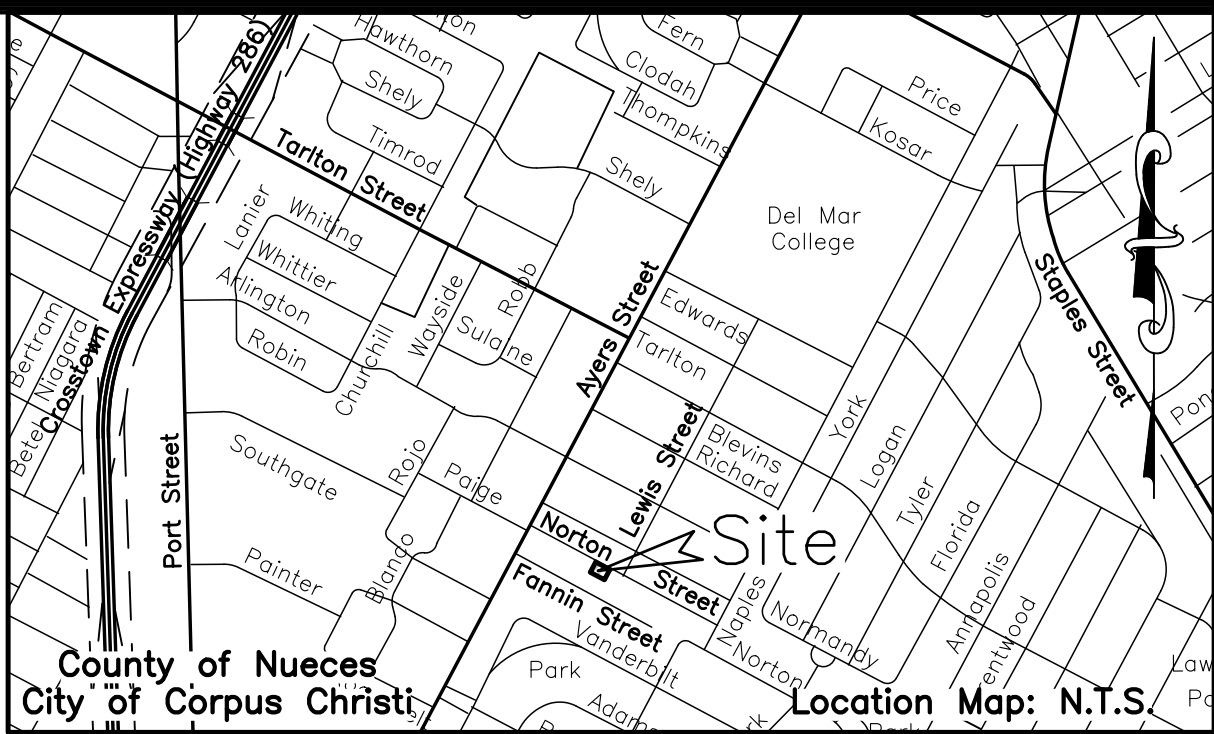 Hawthorn
Fern
Shely
Clodah
Price
Crosstown Expressway (Highway 286)
Thompkins
Kosar
Timrod
Tarlton Street
Shely
Lanier
Whiting
Del Mar
College
Whittier
Arlington
Robb
Wayside
Ayers Street
Edwards
Staples Street
Bertram
Niagara
Sulaine
Robin
Tarlton
Churchill
York
Lewis Street
Blevins
Richard
Logan
Southgate
Rojo
Paige
Port Street
Tyler
Florida
Norton Street
Site
Painter
Blanco
Fannin Street
Naples
Annapolis
Normandy
Vanderbilt
Norton
County of Nueces
City of Corpus Christi
Park
Location Map: N.T.S.